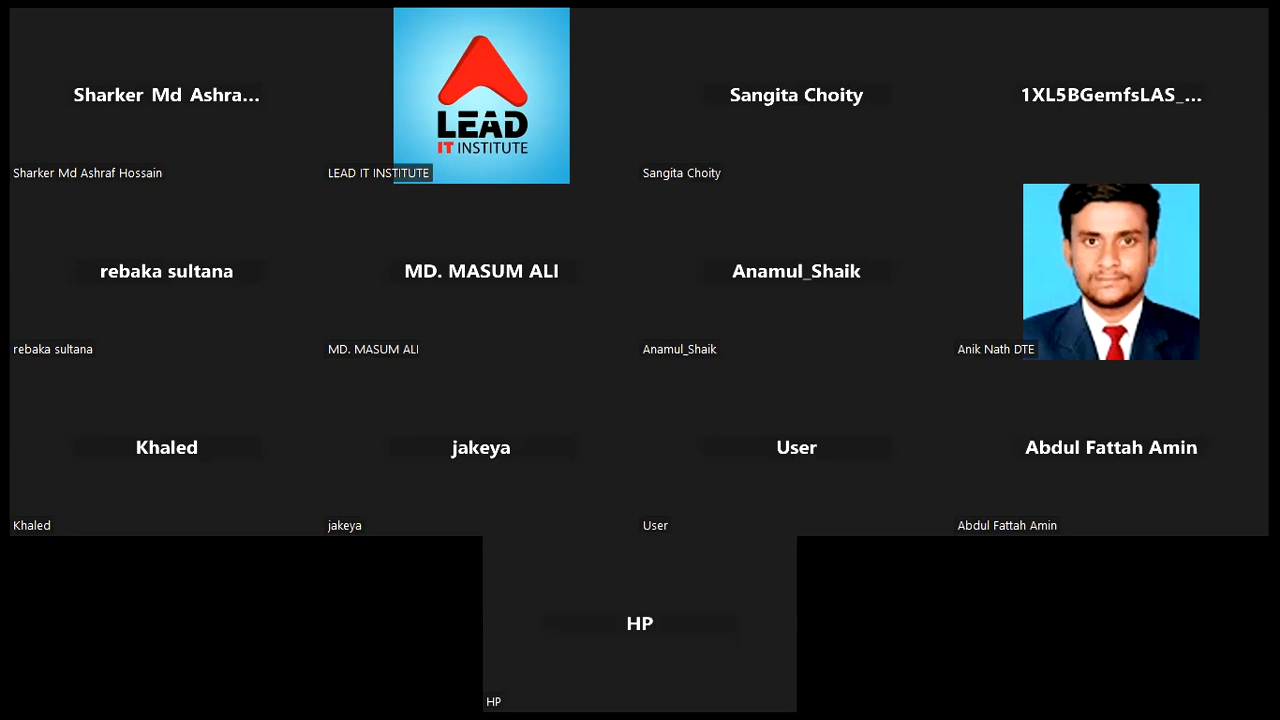 Sharker Md Ashra...
Sharker Md Ashraf Hossain
LEAD
IT INSTITUTE
LEAD IT INSTITUTE
Sangita Choity
Sangita Choity
1XL5BGemfsLAS_...
rebaka sultana
rebaka sultana
MD. MASUM ALI
MD. MASUM ALI
Anamul_Shaik
Anamul_Shaik
Anik Nath DTE
Khaled
Khaled
jakeya
jakeya
User
User
Abdul Fattah Amin
Abdul Fattah Amin
HP
HP